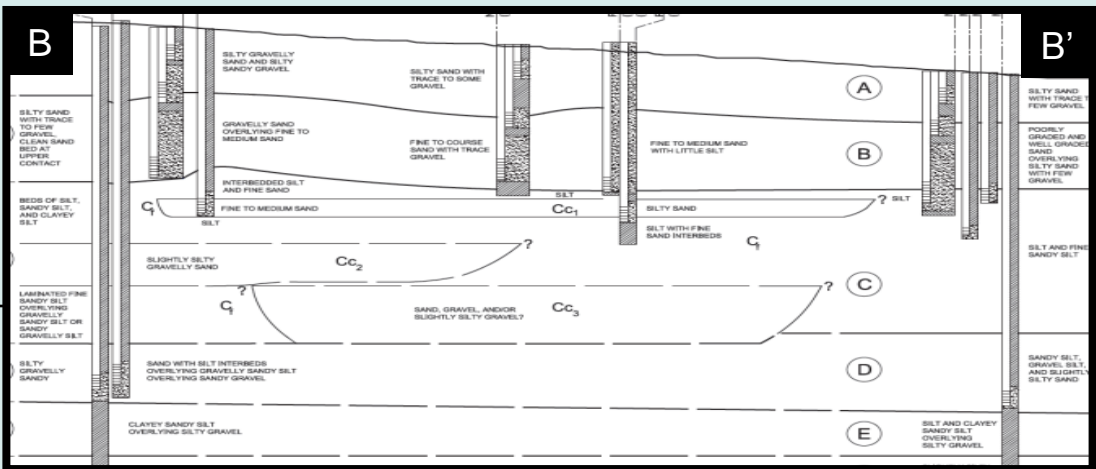 B
B'
SILTY GRAVELLY
SAND AND SILTY
SANDY GRAVEL
SILTY SAND WITH
TRACE TO SOME
GRAVEL
A
SILTY SAND
WITH TRACE T
FEW GRAVEL
SILTY SAND
WITH TRACE
TO FEW
GRAVEL,
CLEAN SAND
BED AT
UPPER
CONTACT
GRAVELLY SAND
OVERLYING FINE TO
MEDIUM SAND
FINE TO COURSE
SAND WITH TRACE
GRAVEL
FINE TO MEDIUM SAND
WITH LITTLE SILT
B
POORLY
GRADED AND
WELL GRADED
SAND
OVERLYING
SILTY SAND
WITH FEW
GRAVEL
INTERBEDDED SILT
AND FINE SAND
SILT
BEDS OF SILT,
SANDY SILT,
AND CLAYEY
SILT
Cf
FINE TO MEDIUM SAND
Cc1
SILTY SAND
? SILT
SILT
SILT WITH FINE
SAND INTERBEDS
Cf
?
SLIGHTLY SILTY
GRAVELLY SAND
Cc2
SILT AND FINE
SANDY SILT
C
LAMINATED FINE
SANDY SILT
OVERLYING
GRAVELLY
SANDY SILT OR
SANDY
GRAVELLY SILT
?
Cf
SAND, GRAVEL, AND/OR
SLIGHTLY SILTY GRAVEL?
Cc3
?
SILTY
GRAVELLY
SANDY
SAND WITH SILT INTERBEDS
OVERLYING GRAVELLY SANDY SILT
OVERLYING SANDY GRAVEL
D
SANDY SILT,
GRAVEL SILT,
AND SLIGHTLY
SILTY SAND
CLAYEY SANDY SILT
OVERLYING SILTY GRAVEL
E
SILT AND CLAYEY
SANDY SILT
OVERLYING
SILTY GRAVEL